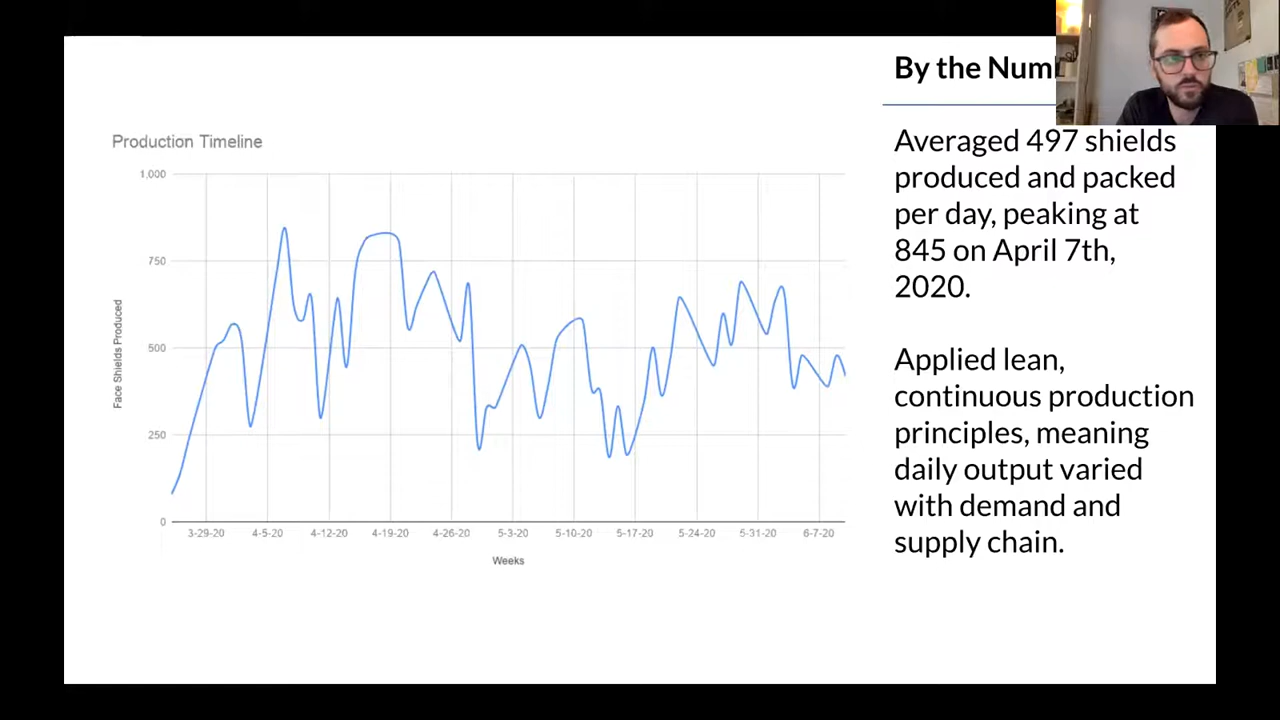 By the Num
Production Timeline
Averaged 497 shields
produced and packed
per day, peaking at
845 on April 7th,
2020.
Applied lean,
continuous production
principles, meaning
daily output varied
with demand and
supply chain.
1,000
750
500
250
0
Face Shields Produced
3-29-20 4-5-20 4-12-20 4-19-20 4-26-20 5-3-20 5-10-20 5-17-20 5-24-20 5-31-20 6-7-20
Weeks